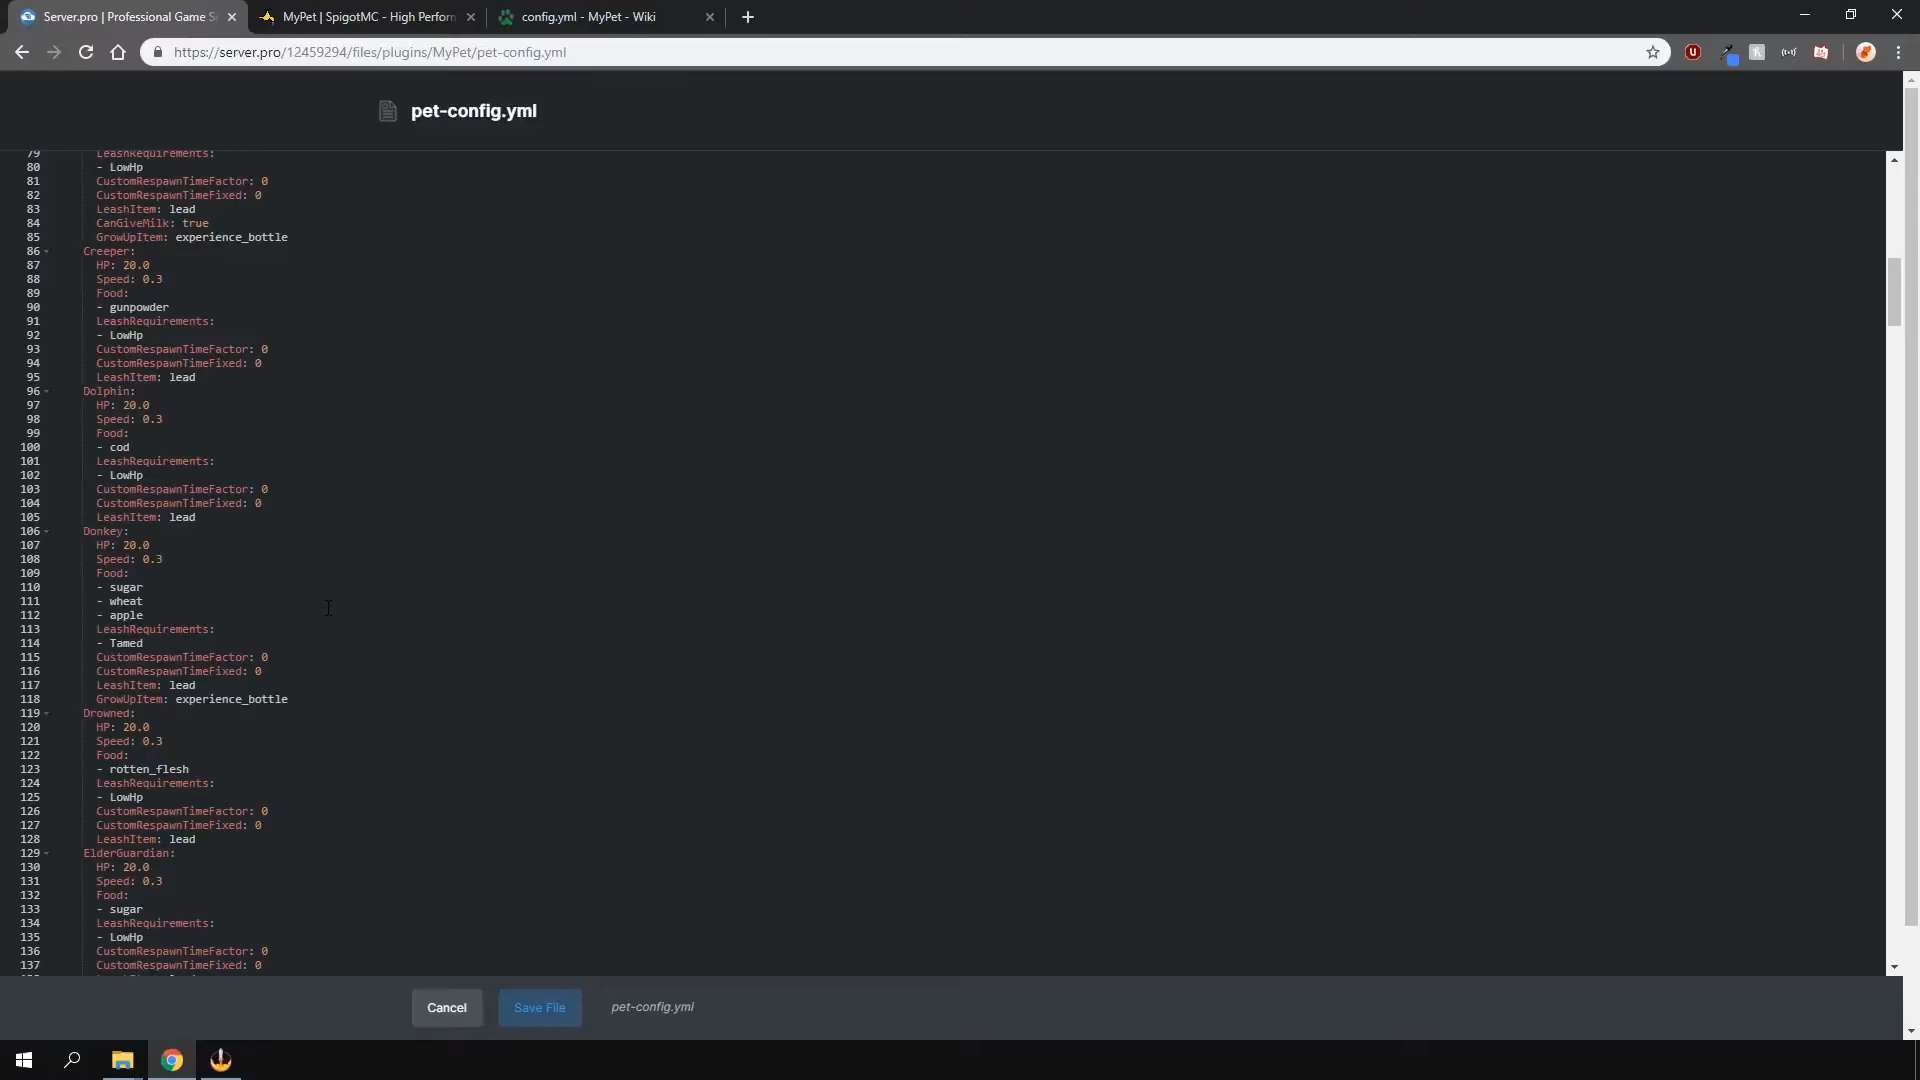 Server.pro | Professional Game S
MyPet | SpigotMC - High Perform
config.yml - MyPet - Wiki
https://server.pro/12459294/files/plugins/MyPet/pet-config.yml
pet-config.yml
79 LeashRequirements:
80 - LowHp
81 CustomRespawnTimeFactor: 0
82 CustomRespawnTimeFixed: 0
83 LeashItem: lead
84 CanGiveMilk: true
85 GrowUpItem: experience_bottle
86 Creeper:
87 HP: 20.0
88 Speed: 0.3
89 Food:
90 - gunpowder
91 LeashRequirements:
92 - LowHp
93 CustomRespawnTimeFactor: 0
94 CustomRespawnTimeFixed: 0
95 LeashItem: lead
96 Dolphin:
97 HP: 20.0
98 Speed: 0.3
99 Food:
100 - cod
101 LeashRequirements:
102 - LowHp
103 CustomRespawnTimeFactor: 0
104 CustomRespawnTimeFixed: 0
105 LeashItem: lead
106 Donkey:
107 HP: 20.0
108 Speed: 0.3
109 Food:
110 - sugar
111 - wheat
112 - apple
113 LeashRequirements:
114 - Tamed
115 CustomRespawnTimeFactor: 0
116 CustomRespawnTimeFixed: 0
117 LeashItem: lead
118 GrowUpItem: experience_bottle
119 Drowned:
120 HP: 20.0
121 Speed: 0.3
122 Food:
123 - rotten_flesh
124 LeashRequirements:
125 - LowHp
126 CustomRespawnTimeFactor: 0
127 CustomRespawnTimeFixed: 0
128 LeashItem: lead
129 ElderGuardian:
130 HP: 20.0
131 Speed: 0.3
132 Food:
133 - sugar
134 LeashRequirements:
135 - LowHp
136 CustomRespawnTimeFactor: 0
137 CustomRespawnTimeFixed: 0
Cancel
Save File
pet-config.yml